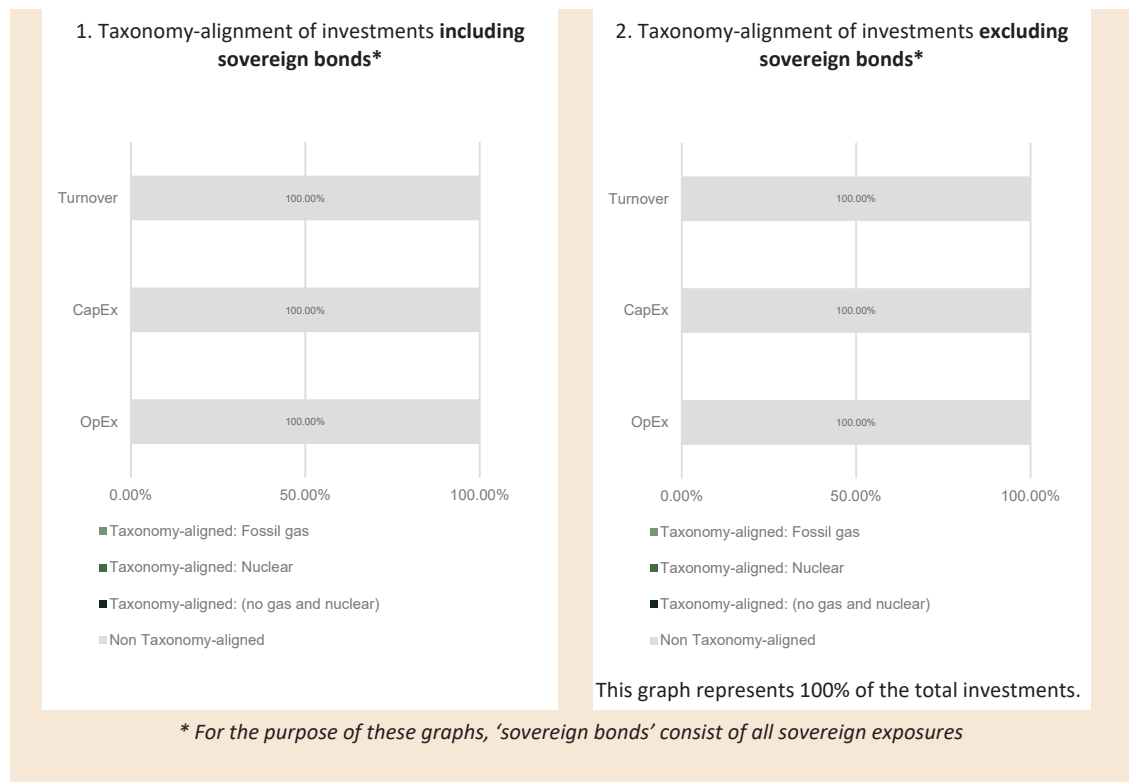 1. Taxonomy-alignment of investments including
sovereign bonds*
Turnover
100.00%
CapEx
100.00%
OpEx
100.00%
0.00%
50.00%
100.00%
Taxonomy-aligned: Fossil gas
Taxonomy-aligned: Nuclear
Taxonomy-aligned: (no gas and nuclear)
Non Taxonomy-aligned
2. Taxonomy-alignment of investments excluding
sovereign bonds*
Turnover
100.00%
CapEx
100.00%
OpEx
100.00%
0.00%
50.00%
100.00%
Taxonomy-aligned: Fossil gas
Taxonomy-aligned: Nuclear
Taxonomy-aligned: (no gas and nuclear)
Non Taxonomy-aligned
This graph represents 100% of the total investments.
* For the purpose of these graphs, ‘sovereign bonds’ consist of all sovereign exposures